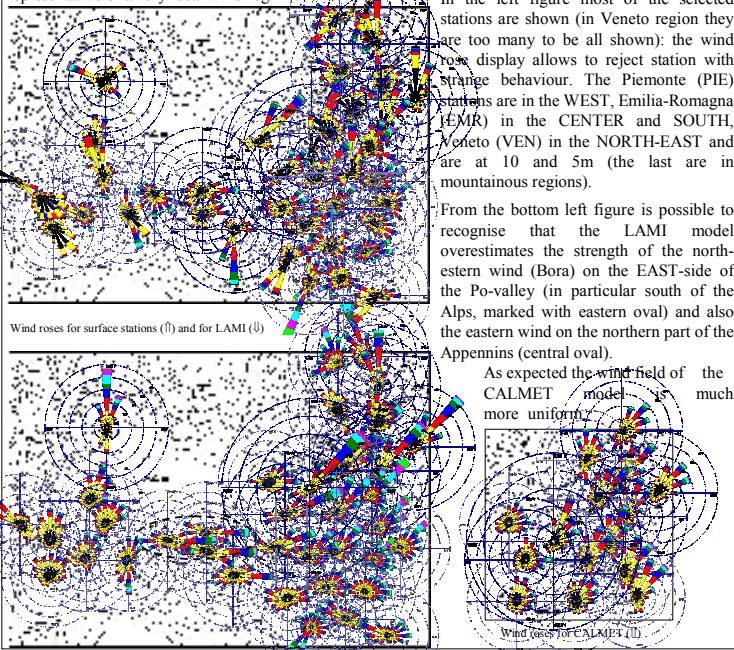 In the left figure most of the selected
stations are shown (in Veneto region they
are too many to be all shown): the wind
rose display allows to reject station with
strange behaviour. The Piemonte (PIE)
stations are in the WEST, Emilia-Romagna
(EMR) in the CENTER and SOUTH,
Veneto (VEN) in the NORTH-EAST and
are at 10 and 5m (the last are in
mountainous regions).
From the bottom left figure is possible to
recognise that the LAMI model
overestimates the strength of the north-
estern wind (Bora) on the EAST-side of
the Po-valley (in particular south of the
Alps, marked with eastern oval) and also
the eastern wind on the northern part of the
Appennins (central oval).
As expected the wind field of the
CALMET model is much
more uniform.
Wind roses for surface stations (⇑) and for LAMI (⇓)
Wind roses for CALMET (⇑)